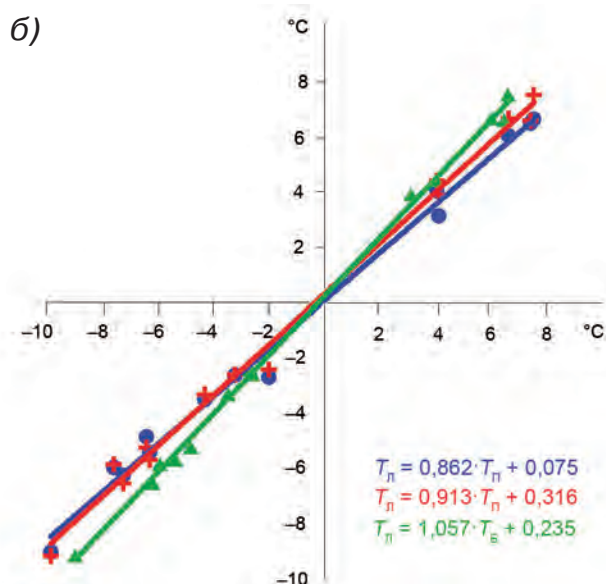 б)
°C
8
6
4
2
–10 –8 –6 –4 –2 2 4 6 8 °C
–2
–4
–6
–8
–10
Tл = 0,862·Tп + 0,075
Tл = 0,913·Tп + 0,316
Tл = 1,057·TБ + 0,235